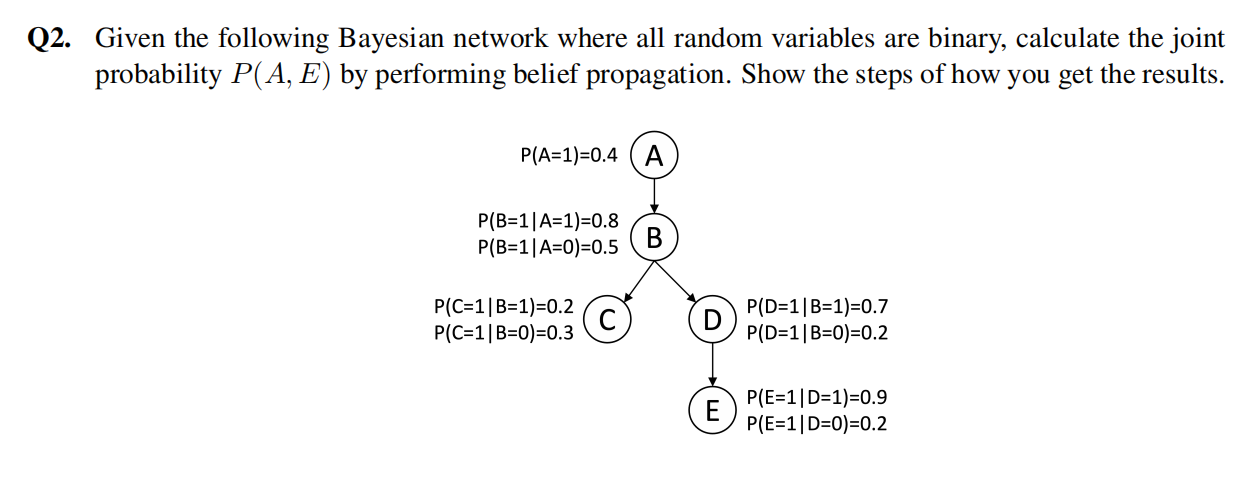 Q2. Given the following Bayesian network where all random variables are binary, calculate the joint
probability P(A, E) by performing belief propagation. Show the steps of how you get the results.
P(A=1)=0.4 A
P(B=1|A=1)=0.8
P(B=1|A=0)=0.5
B
P(C=1|B=1)=0.2
P(C=1|B=0)=0.3
C
D
P(D=1|B=1)=0.7
P(D=1|B=0)=0.2
E
P(E=1|D=1)=0.9
P(E=1|D=0)=0.2